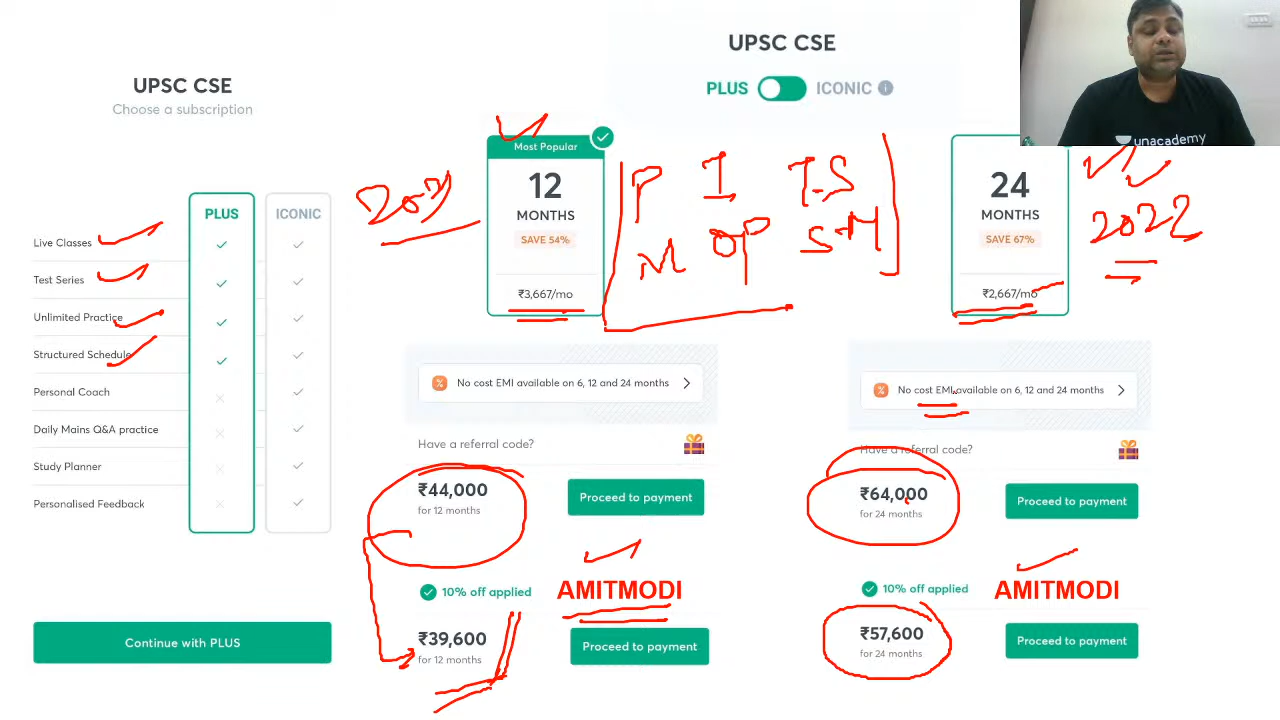 UPSC CSE
Choose a subscription
PLUS ICONIC
Live Classes
Test Series
Unlimited Practice
Structured Schedule
Personal Coach
Daily Mains Q&A practice
Study Planner
Personalised Feedback
Continue with PLUS
UPSC CSE
PLUS ICONIC
Most Popular
12
MONTHS
SAVE 54%
₹3,667/mo
P I T.S
M OP S+M
24
MONTHS
SAVE 67%
₹2,667/mo
2022
No cost EMI available on 6, 12 and 24 months
Have a referral code?
₹44,000
for 12 months
Proceed to payment
10% off applied
AMITMODI
₹39,600
for 12 months
Proceed to payment
No cost EMI available on 6, 12 and 24 months
Have a referral code?
₹64,000
for 24 months
Proceed to payment
10% off applied
AMITMODI
₹57,600
for 24 months
Proceed to payment
unacademy